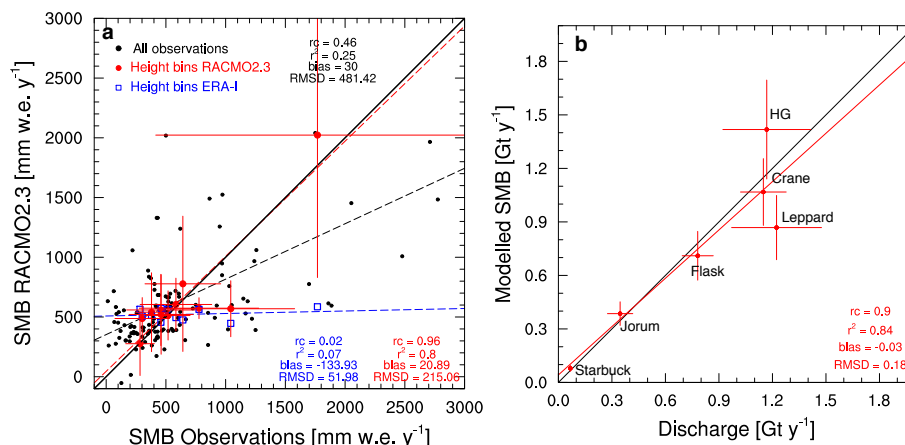 a
All observations
Height bins RACMO2.3
Height bins ERA-I
rc = 0.46
r² = 0.25
bias = 30
RMSD = 481.42
rc = 0.02
r² = 0.07
bias = -133.93
RMSD = 51.98
rc = 0.96
r² = 0.8
bias = 20.89
RMSD = 215.06
SMB RACMO2.3 [mm w.e. y⁻¹]
3000
2500
2000
1500
1000
500
0
0 500 1000 1500 2000 2500 3000
SMB Observations [mm w.e. y⁻¹]
b
HG
Crane
Leppard
Flask
Jorum
Starbuck
rc = 0.9
r² = 0.84
bias = -0.03
RMSD = 0.18
Modelled SMB [Gt y⁻¹]
1.8
1.5
1.2
0.9
0.6
0.3
0.0
0.0 0.3 0.6 0.9 1.2 1.5 1.8
Discharge [Gt y⁻¹]